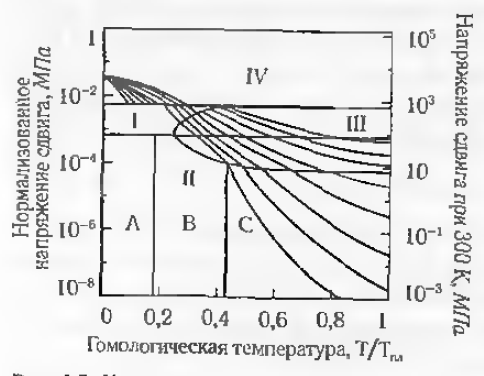 Нормализованное
напряжение сдвига, МПа
1
10⁻²
10⁻⁴
10⁻⁶
10⁻⁸
IV
I
III
II
A
B
C
10⁵
10³
10
10⁻¹
10⁻³
Напряжение сдвига при 300 K, МПа
0
0,2
0,4
0,6
0,8
1
Гомологическая температура, T/Tпл